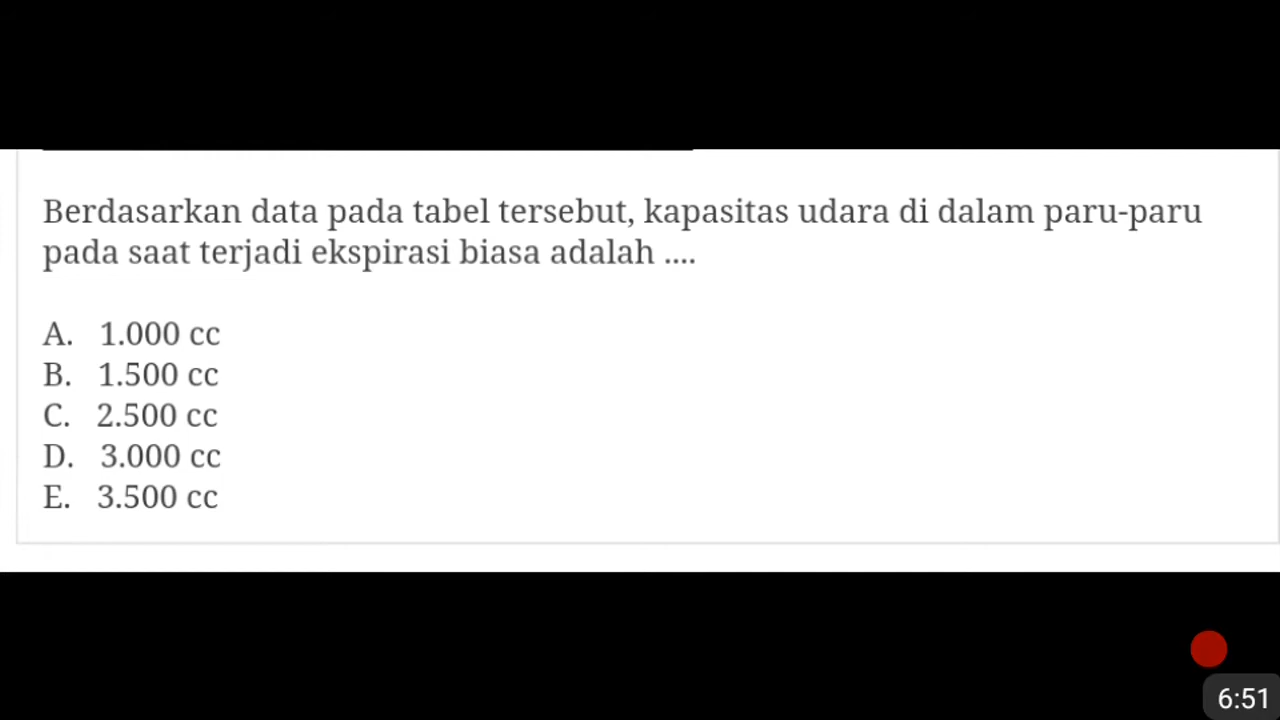 Berdasarkan data pada tabel tersebut, kapasitas udara di dalam paru-paru
pada saat terjadi ekspirasi biasa adalah ....
A. 1.000 cc
B. 1.500 cc
C. 2.500 cc
D. 3.000 cc
E. 3.500 cc
6:51